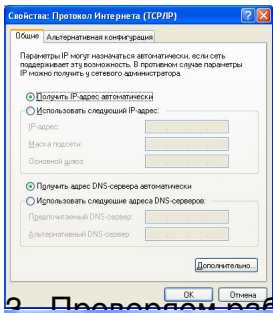 Свойства: Протокол Интернета (TCP/IP)
Общие Альтернативная конфигурация
Параметры IP могут назначаться автоматически, если сеть
поддерживает эту возможность. В противном случае параметры
IP можно получить у сетевого администратора.
Получить IP-адрес автоматически
Использовать следующий IP-адрес:
IP-адрес:
Маска подсети:
Основной шлюз:
Получить адрес DNS-сервера автоматически
Использовать следующие адреса DNS-серверов:
Предпочитаемый DNS-сервер:
Альтернативный DNS-сервер:
Дополнительно...
ОК Отмена
Проверяем